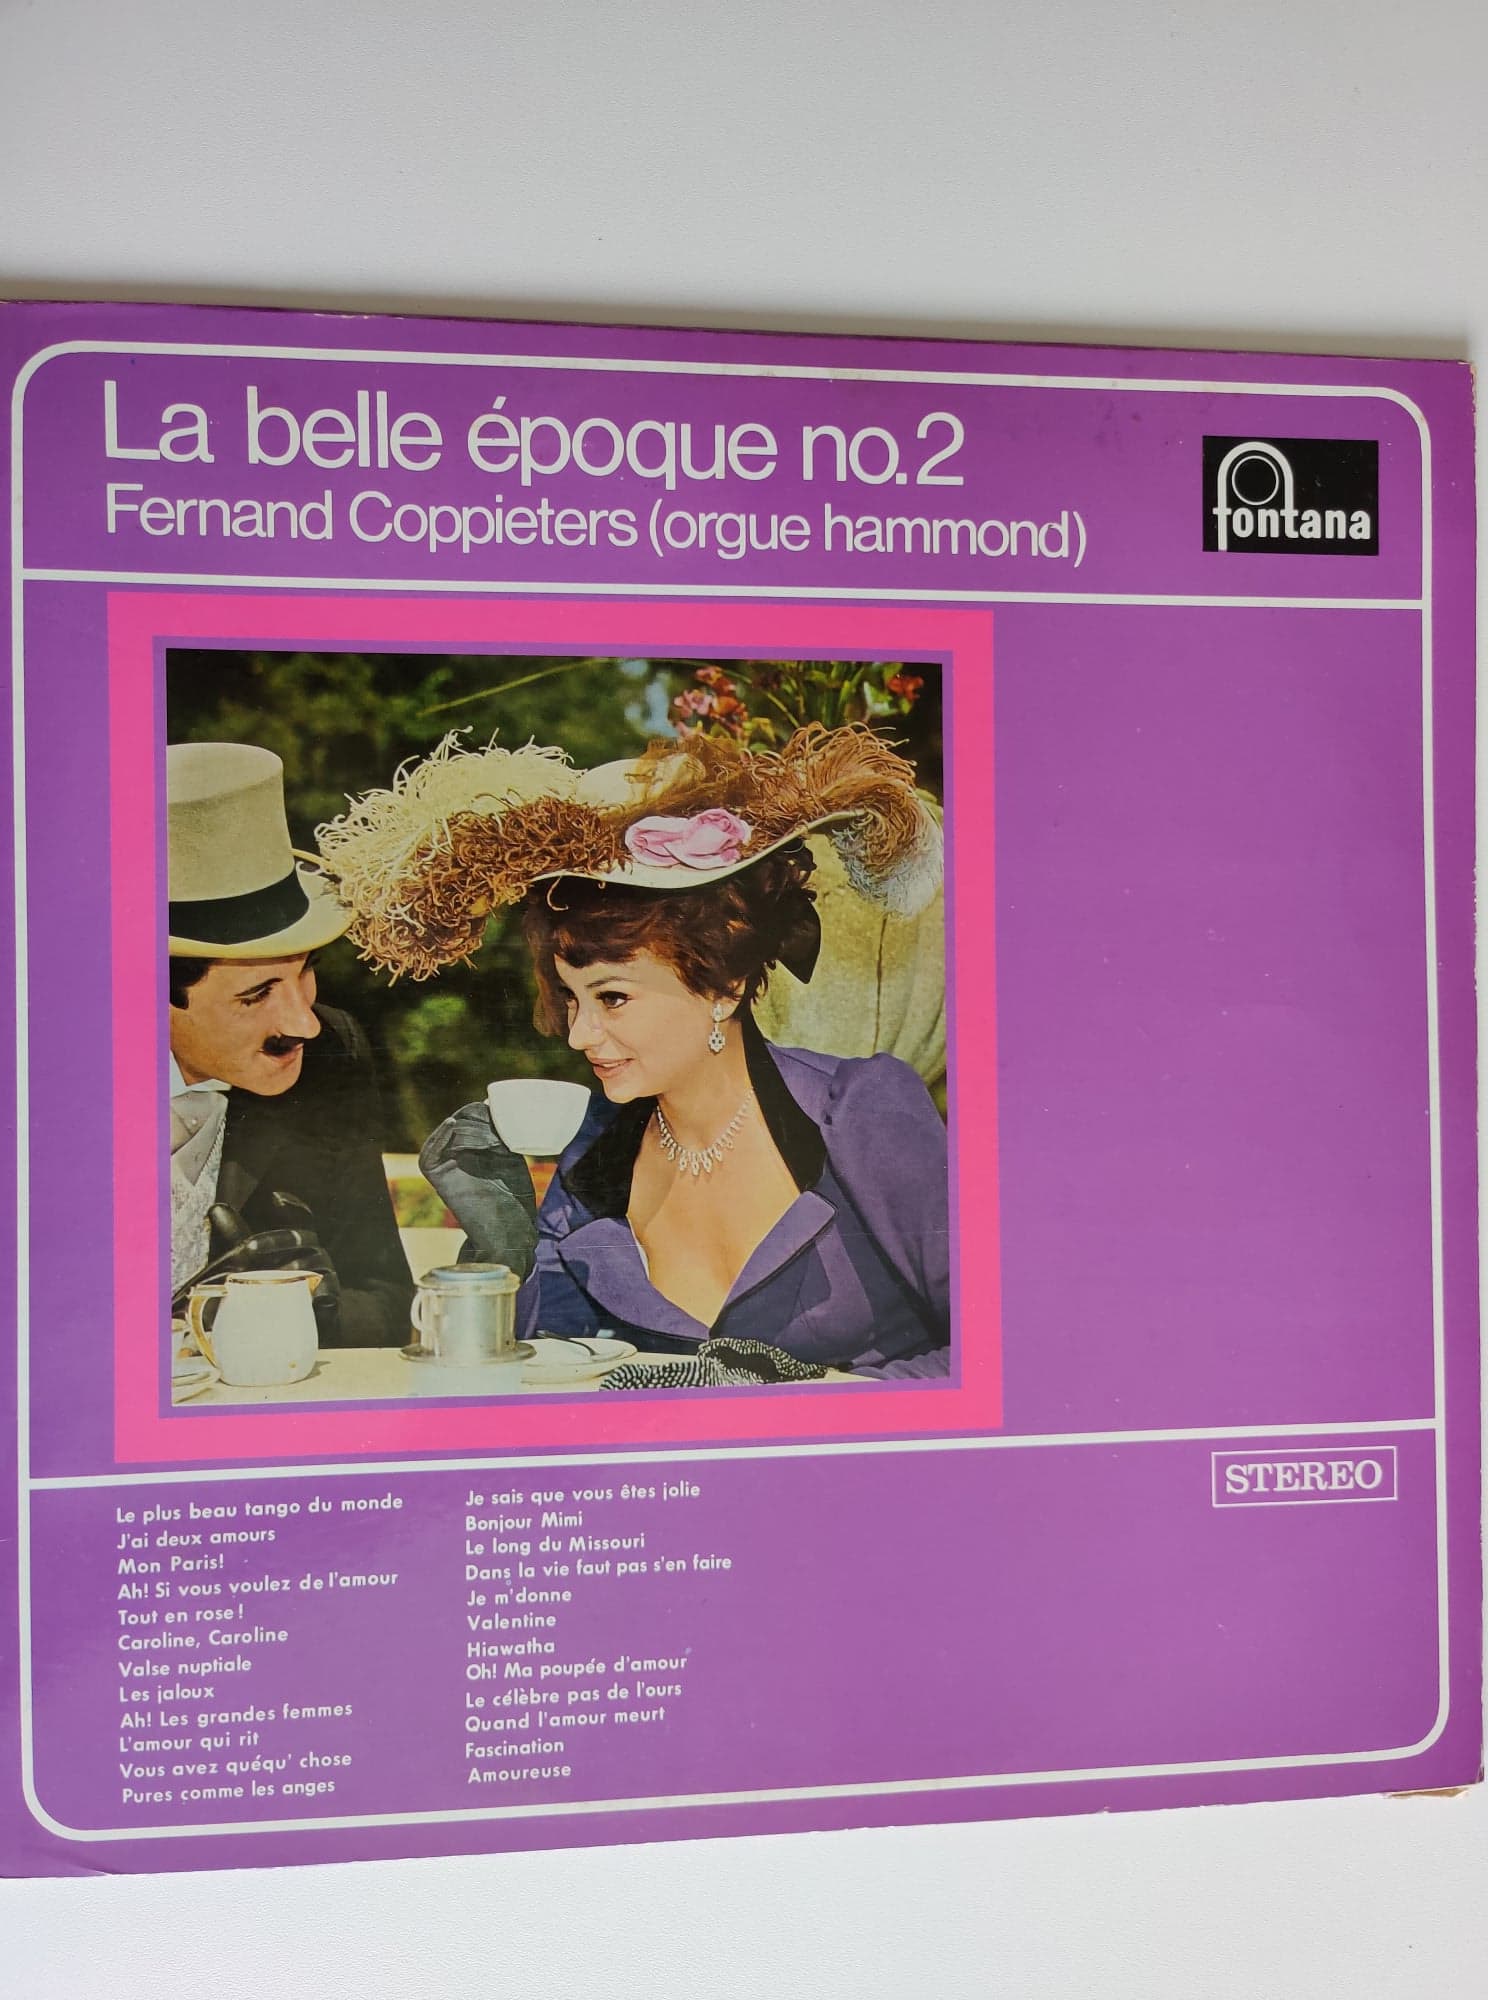 La belle époque no.2
Fernand Coppieters (orgue hammond)
fontana
STEREO
Le plus beau tango du monde
J'ai deux amours
Mon Paris!
Ah! Si vous voulez de l'amour
Tout en rose!
Caroline, Caroline
Valse nuptiale
Les jaloux
Ah! Les grandes femmes
L'amour qui rit
Vous avez quéqu' chose
Pures comme les anges
Je sais que vous êtes jolie
Bonjour Mimi
Le long du Missouri
Dans la vie faut pas s'en faire
Je m'donne
Valentine
Hiawatha
Oh! Ma poupée d'amour
Le célèbre pas de l'ours
Quand l'amour meurt
Fascination
Amoureuse